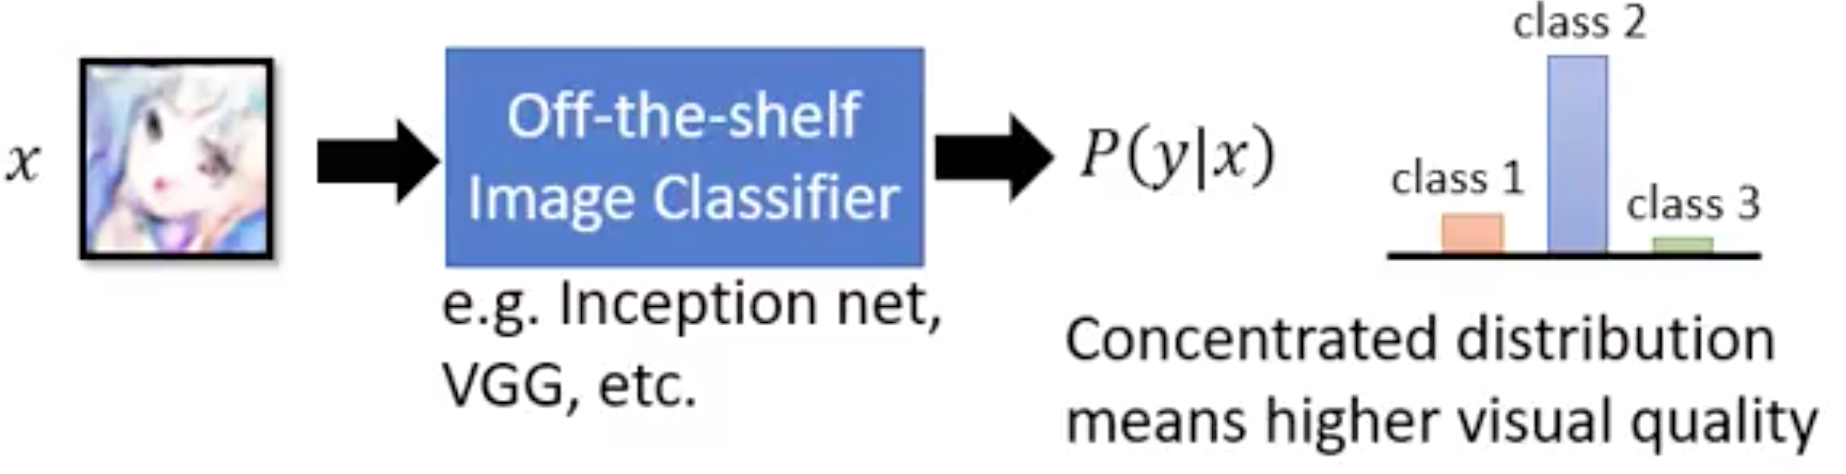 x
Off-the-shelf
Image Classifier
e.g. Inception net,
VGG, etc.
P(y|x)
class 1
class 2
class 3
Concentrated distribution
means higher visual quality